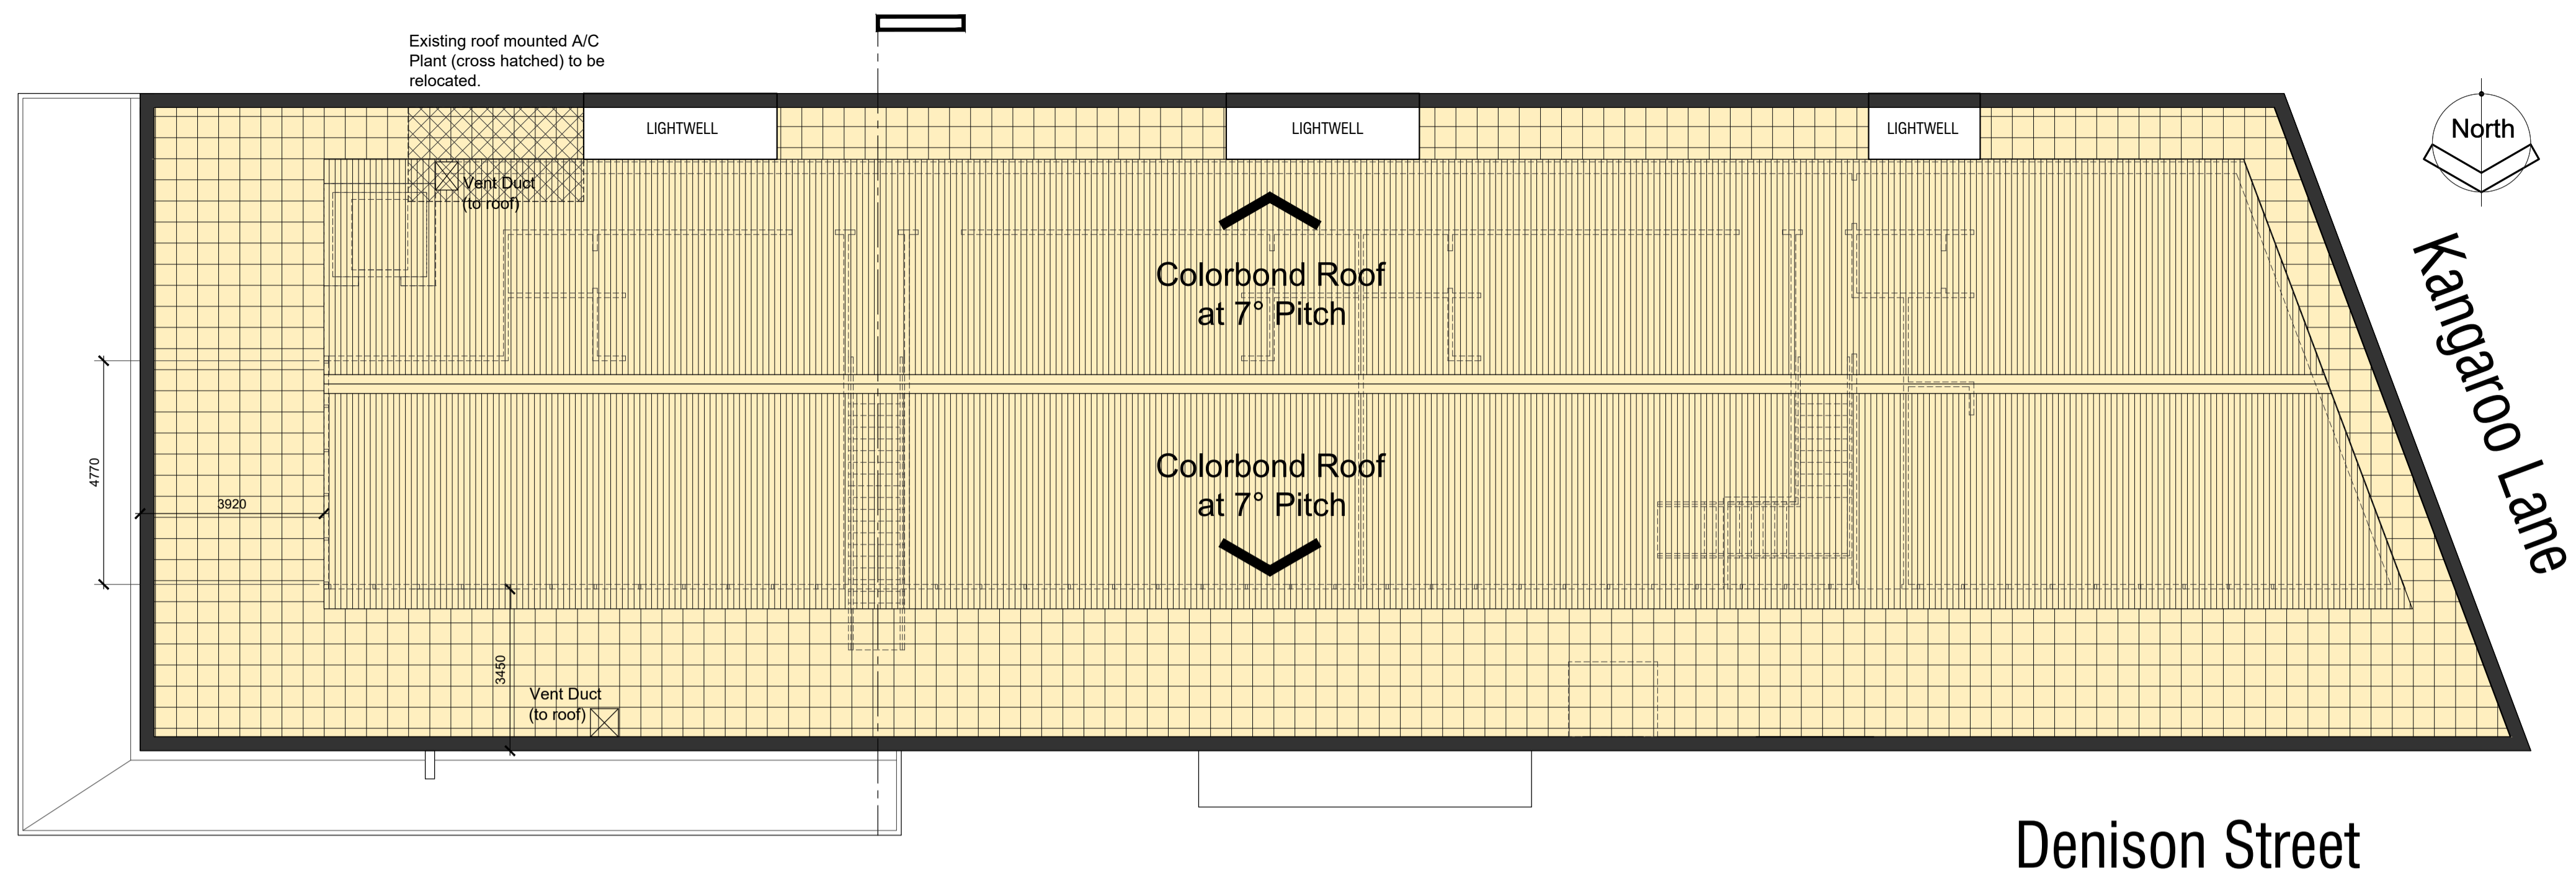 Existing roof mounted A/C
Plant (cross hatched) to be
relocated.
LIGHTWELL
LIGHTWELL
LIGHTWELL
North
Vent Duct
(to roof)
Colorbond Roof
at 7° Pitch
Kangaroo Lane
4770
3920
Colorbond Roof
at 7° Pitch
3450
Vent Duct
(to roof)
Denison Street